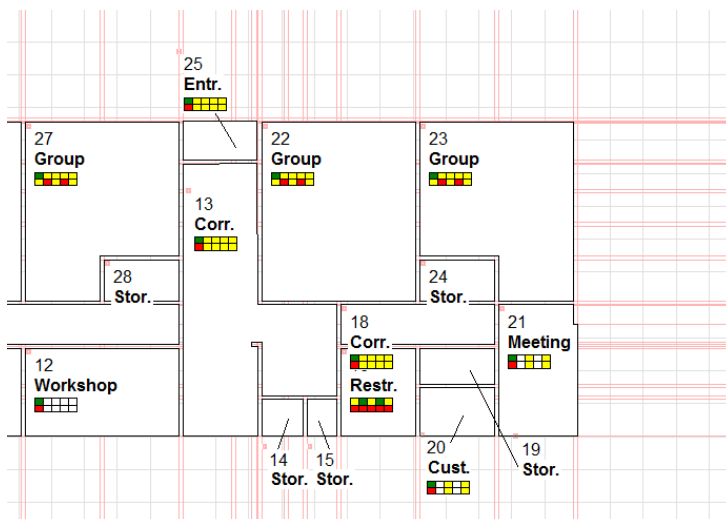 25
Entr.
27
Group
22
Group
23
Group
13
Corr.
28
Stor.
24
Stor.
18
Corr.
21
Meeting
12
Workshop
Restr.
14
Stor.
15
Stor.
20
Cust.
19
Stor.